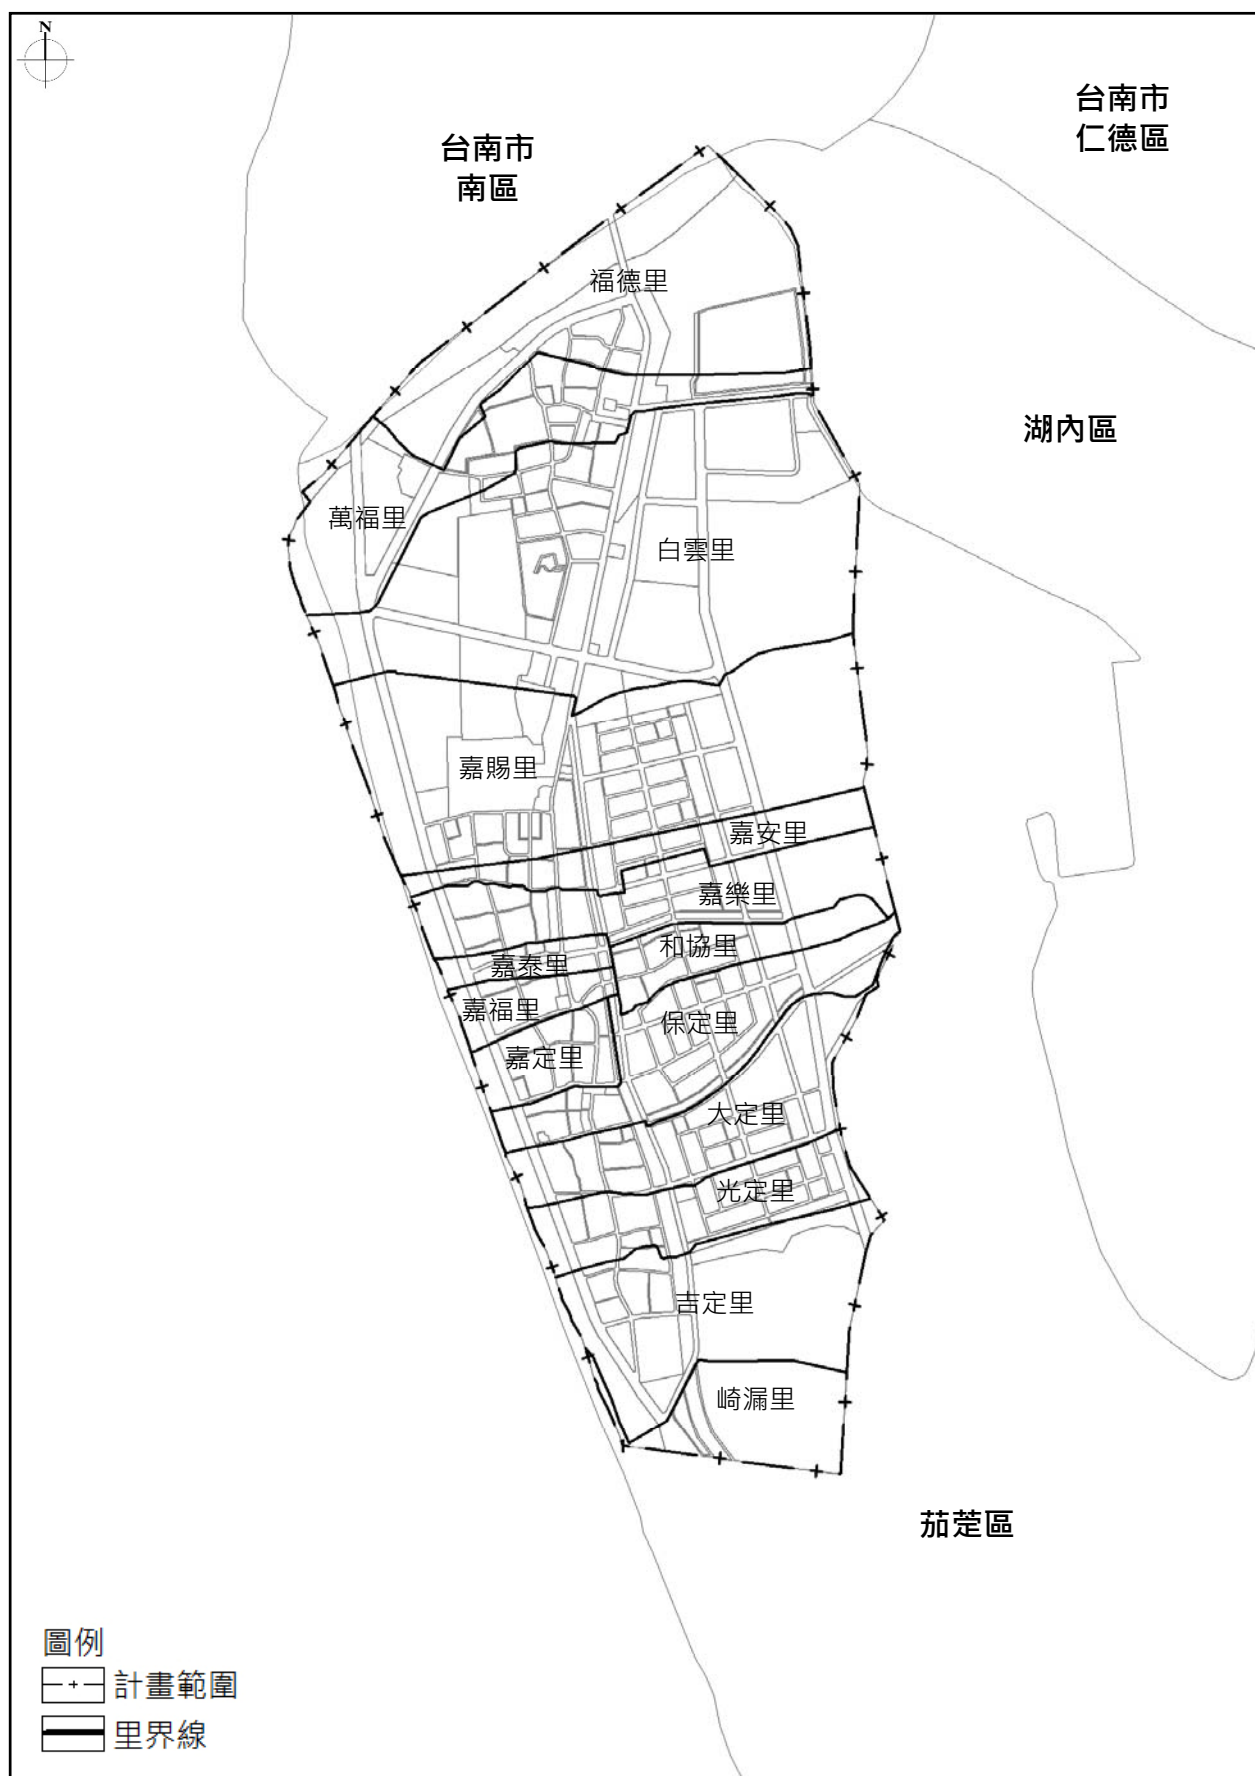 N
台南市
仁德區
台南市
南區
福德里
湖內區
萬福里
白雲里
嘉賜里
嘉安里
嘉樂里
和協里
嘉泰里
嘉福里
保定里
嘉定里
大定里
光定里
吉定里
崎漏里
茄萣區
圖例
計畫範圍
里界線